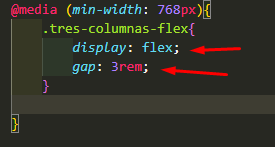 @media (min-width: 768px){
.tres-columnas-flex{
display: flex;
gap: 3rem;
}
}